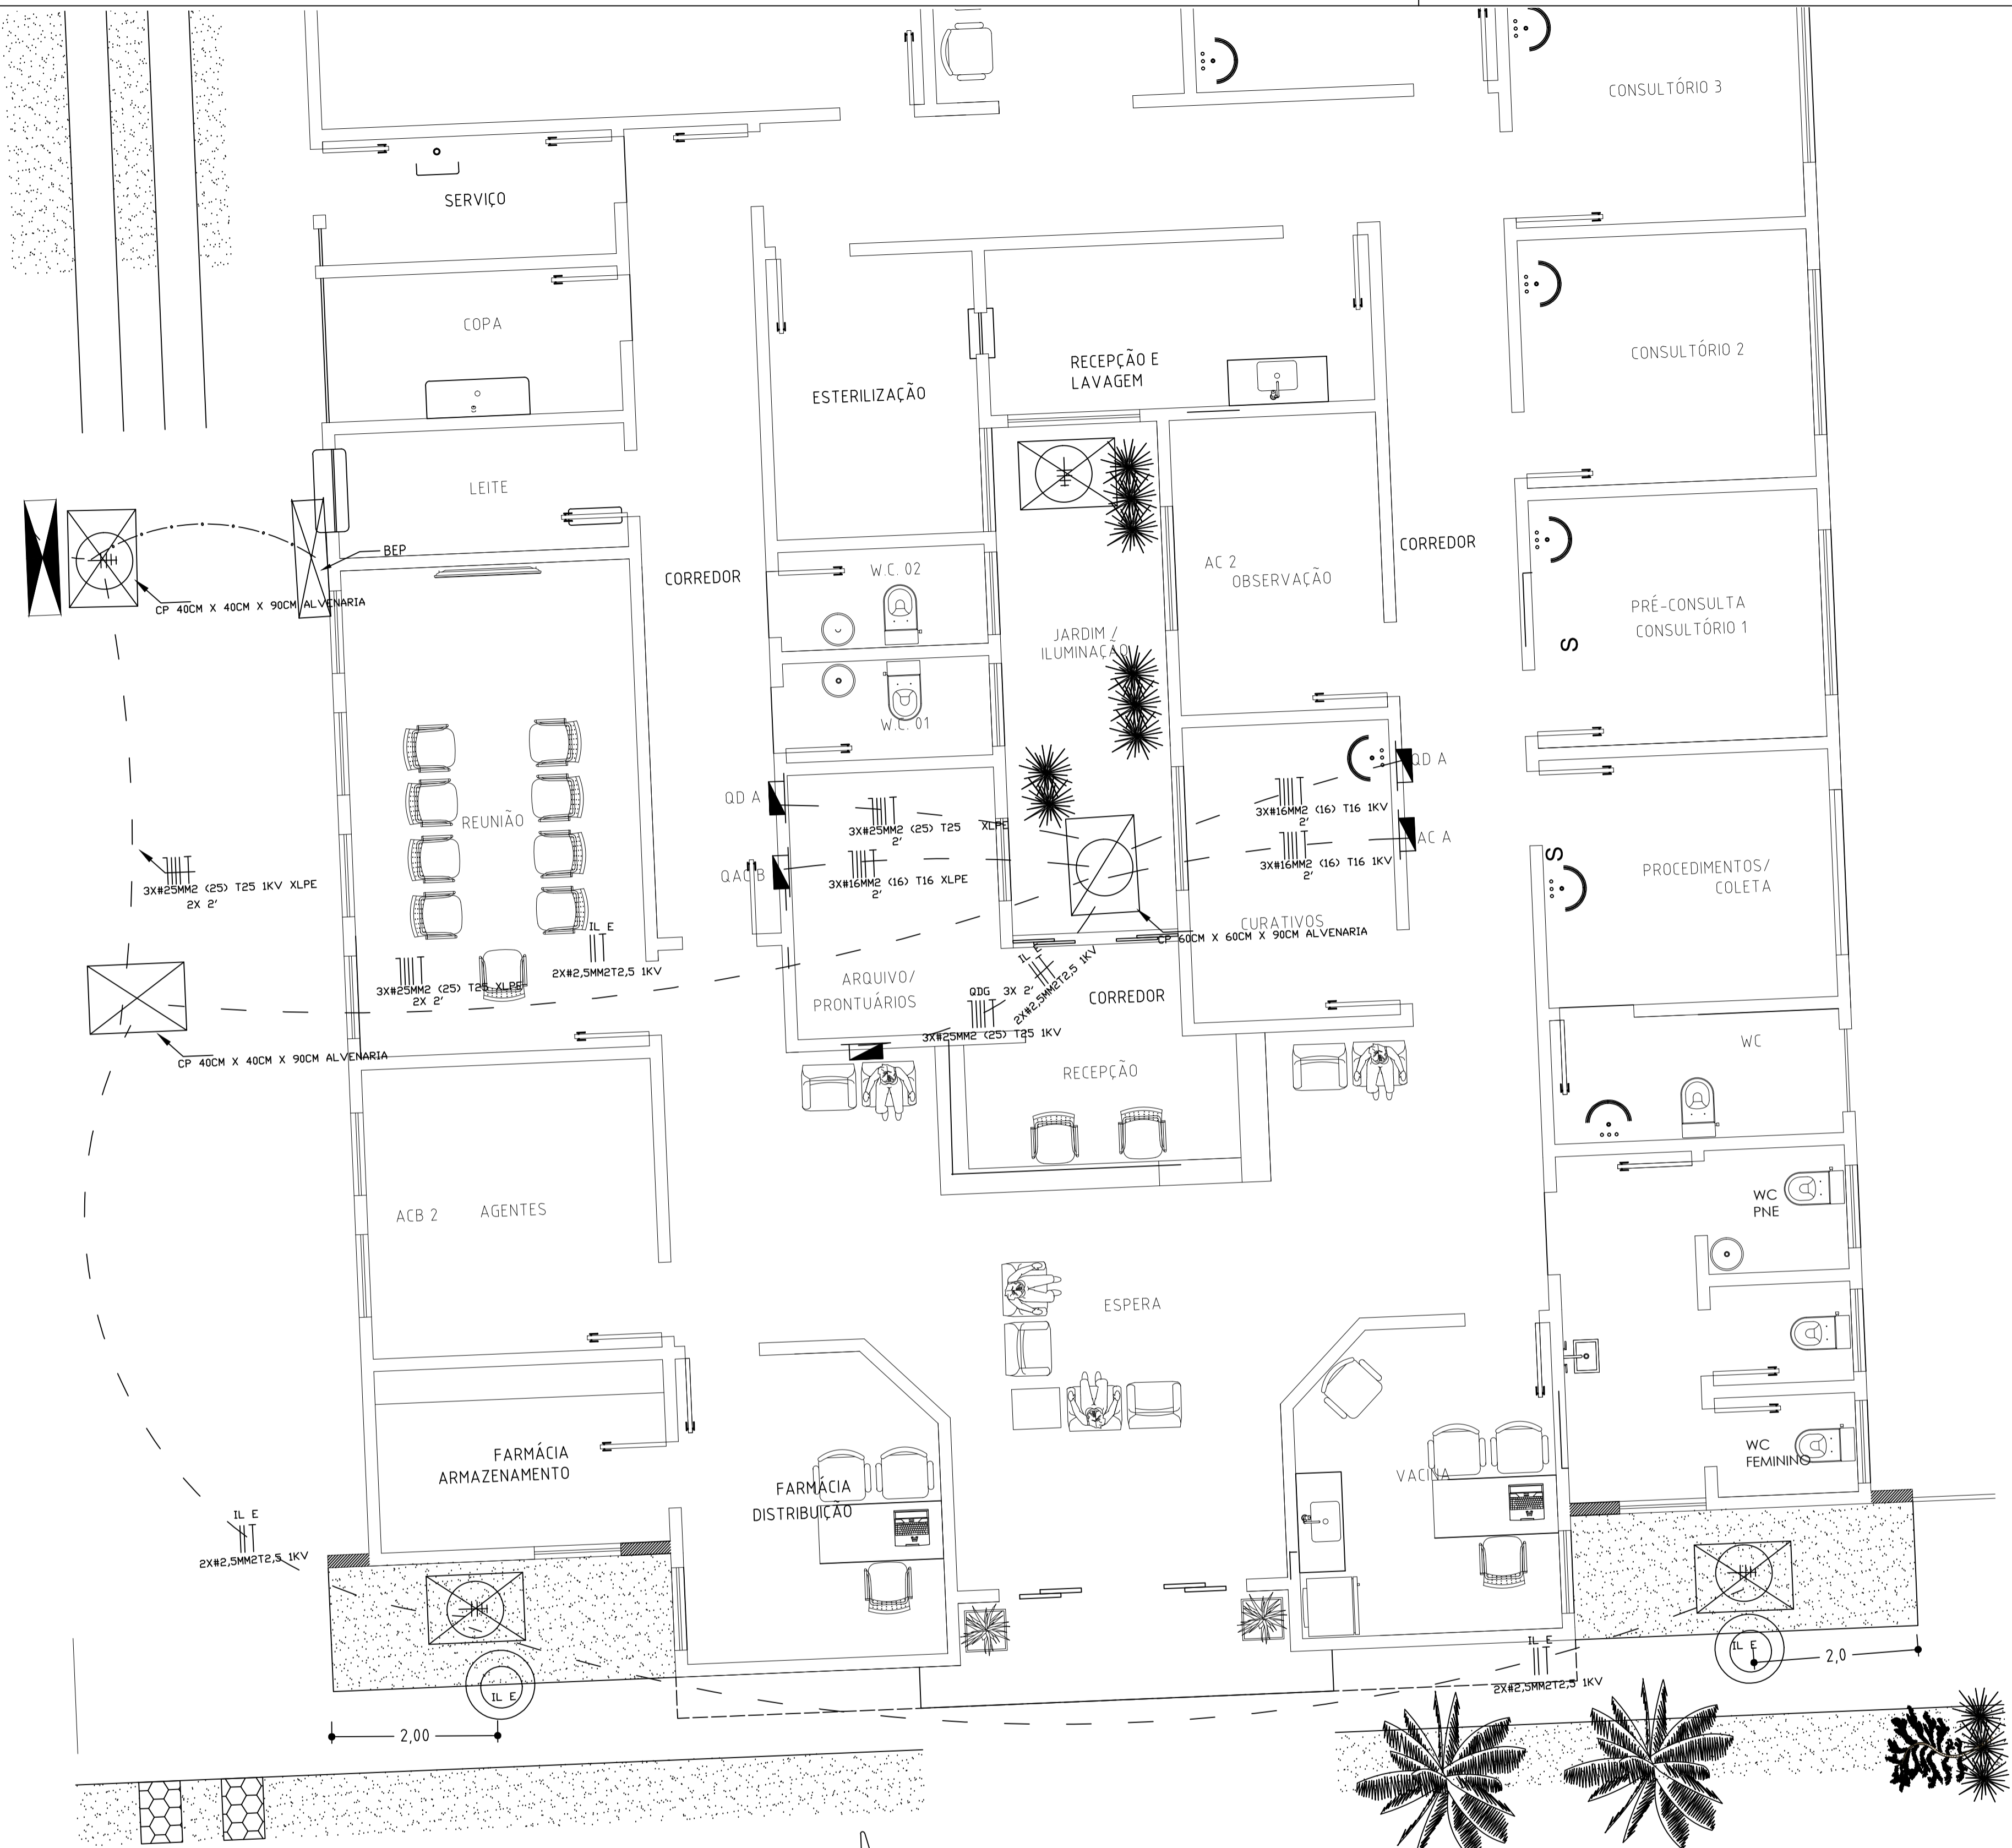 CONSULTÓRIO 3
SERVIÇO
COPA
CONSULTÓRIO 2
RECEPÇÃO E
LAVAGEM
ESTERILIZAÇÃO
LEITE
BEP
CORREDOR
CORREDOR
W.C. 02
AC 2
OBSERVAÇÃO
CP 40CM X 40CM X 90CM ALVENARIA
PRÉ-CONSULTA
CONSULTÓRIO 1
S
JARDIM /
ILUMINAÇÃO
W.C. 01
QD A
QD A
REUNIÃO
3X#25MM2 (25) T25 XLPE
2'
3X#16MM2 (16) T16 1KV
2'
AC A
S
QAC B
3X#16MM2 (16) T16 XLPE
2'
3X#16MM2 (16) T16 1KV
2'
PROCEDIMENTOS/
COLETA
3X#25MM2 (25) T25 1KV XLPE
2X 2'
CURATIVOS
CP 60CM X 60CM X 90CM ALVENARIA
IL E
2X#2,5MM2T2,5 1KV
IL E
2X#2,5MM2T2,5 1KV
3X#25MM2 (25) T25 XLPE
2X 2'
ARQUIVO/
PRONTUÁRIOS
QDG 3X 2'
3X#25MM2 (25) T25 1KV
CORREDOR
CP 40CM X 40CM X 90CM ALVENARIA
RECEPÇÃO
WC
WC
PNE
ACB 2
AGENTES
ESPERA
FARMÁCIA
ARMAZENAMENTO
FARMÁCIA
DISTRIBUIÇÃO
VACINA
WC
FEMININO
IL E
2X#2,5MM2T2,5 1KV
IL E
2X#2,5MM2T2,5 1KV
IL E
2,0
IL E
2,00